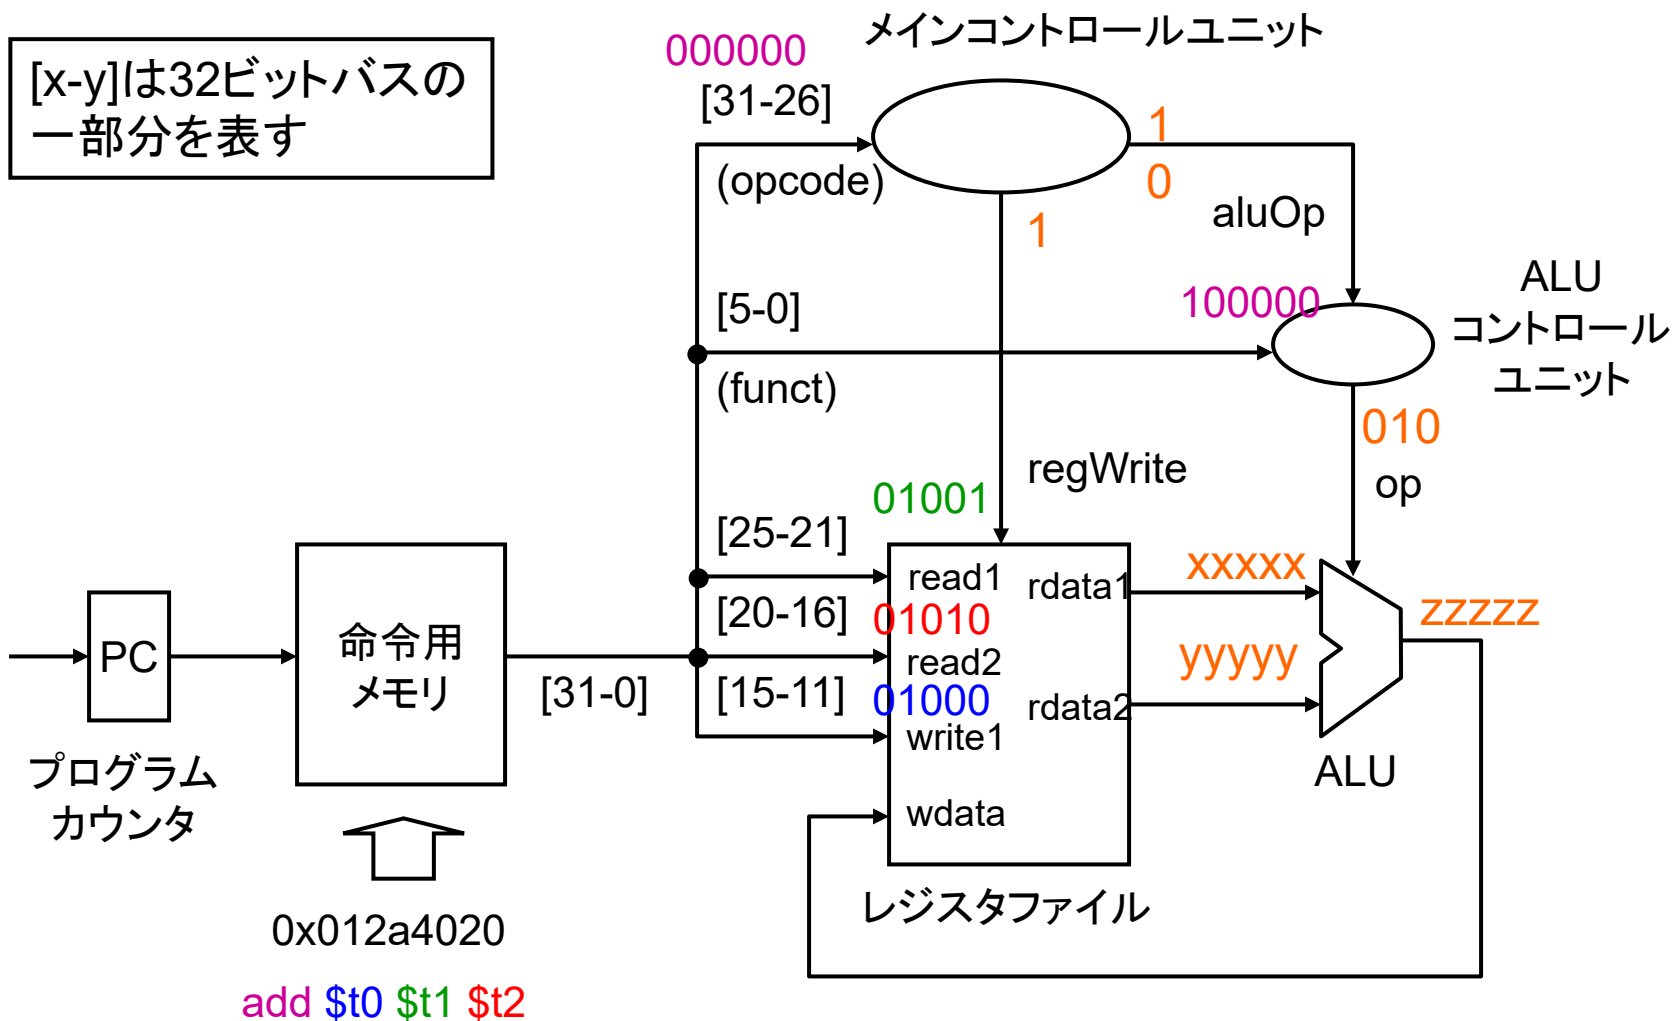 [x-y]は32ビットバスの
一部分を表す
000000
[31-26]
(opcode)
メインコントロールユニット
1
0
1
aluOp
[5-0]
(funct)
100000
ALU
コントロール
ユニット
010
op
regWrite
01001
[25-21]
read1
rdata1
xxxxx
[20-16]
01010
read2
yyyyy
zzzzz
[15-11]
01000
write1
rdata2
wdata
ALU
レジスタファイル
PC
プログラム
カウンタ
命令用
メモリ
[31-0]
0x012a4020
add $t0 $t1 $t2